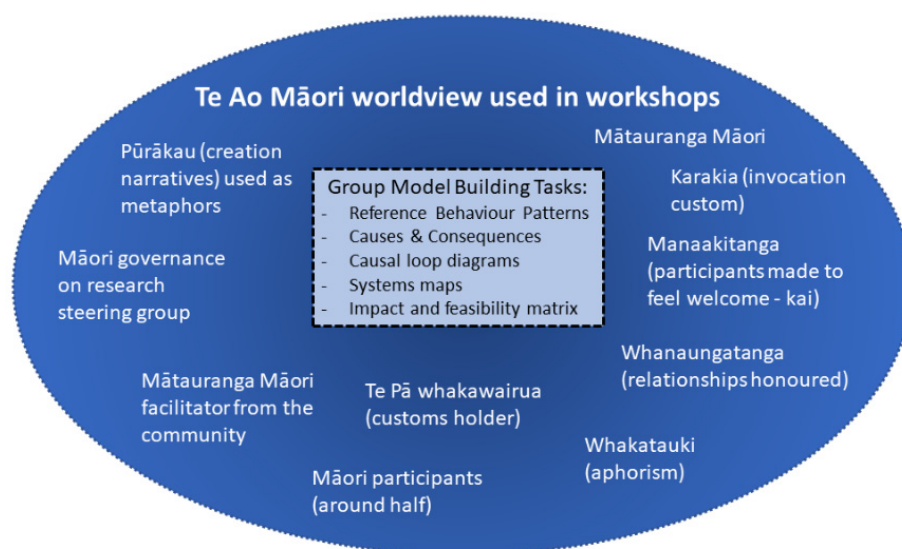 Te Ao Māori worldview used in workshops
Pūrākau (creation
narratives) used as
metaphors
Māori governance
on research
steering group
Mātauranga Māori
facilitator from the
community
Group Model Building Tasks:
- Reference Behaviour Patterns
- Causes & Consequences
- Causal loop diagrams
- Systems maps
- Impact and feasibility matrix
Te Pā whakawairua
(customs holder)
Māori participants
(around half)
Mātauranga Māori
Karakia (invocation
custom)
Manaakitanga
(participants made to
feel welcome - kai)
Whanaungatanga
(relationships honoured)
Whakatauki
(aphorism)